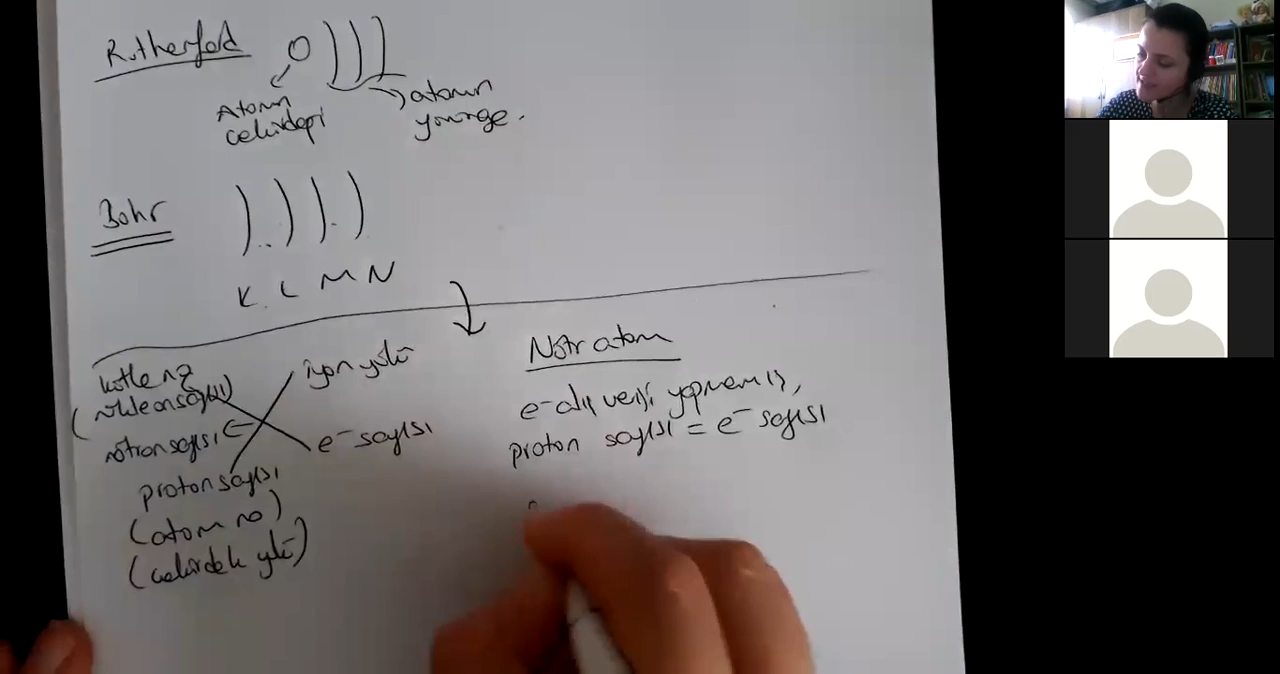 Rutherford
Atomun
çekirdeği
atomun
yörünge.
Bohr
K L M N
kütle no
(nükleon sayısı)
nötron sayısı
proton sayısı
(atom no)
(çekirdek yükü)
iyon yükü
e- sayısı
Nötr atom
e- alış verişi yapmamış,
proton sayısı = e- sayısı